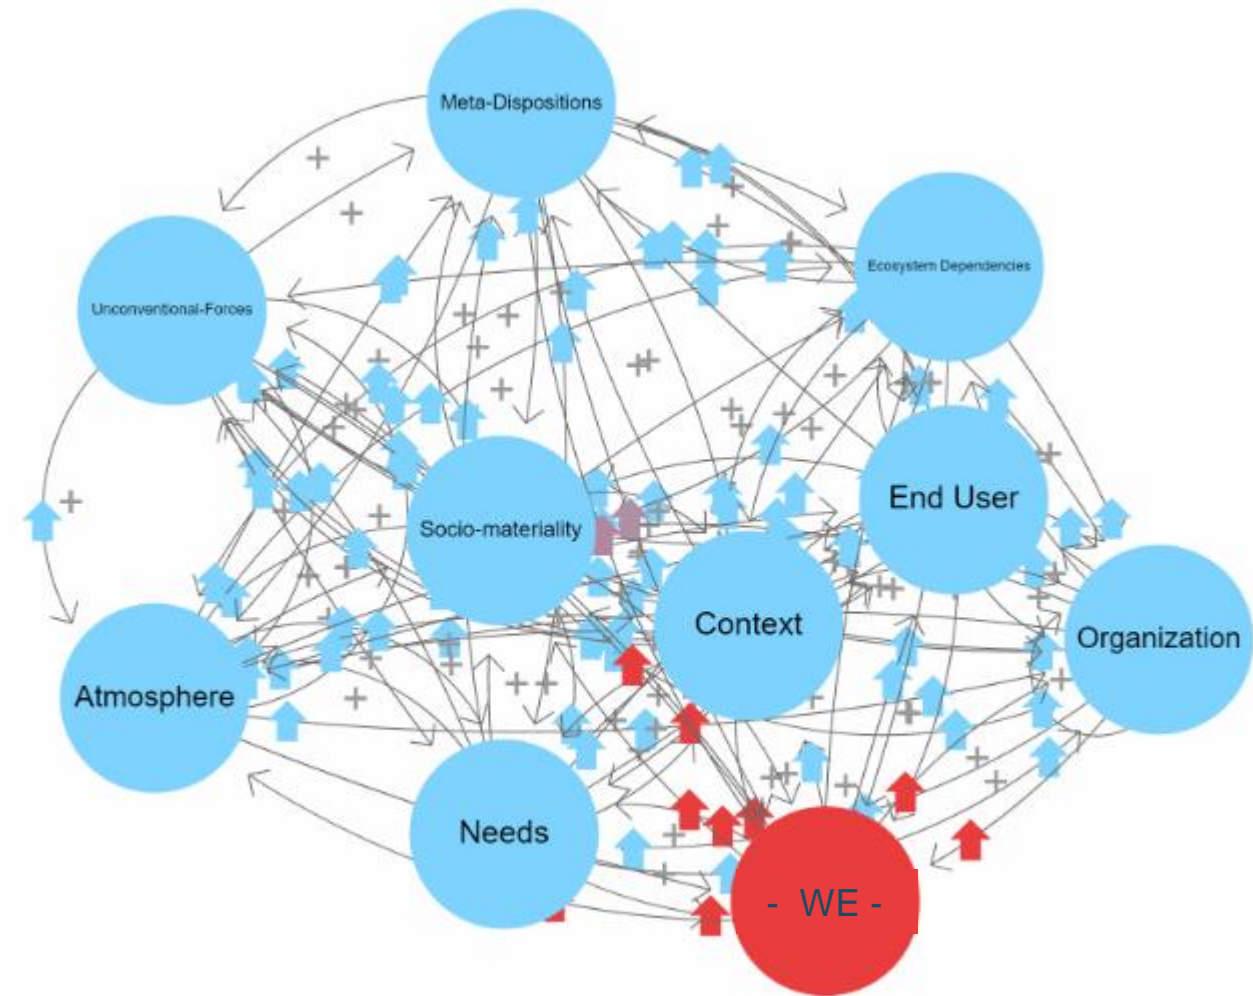 Meta-Dispositions
Ecosystem Dependencies
Unconventional-Forces
End User
Socio-materiality
Context
Organization
Atmosphere
Needs
- WE -